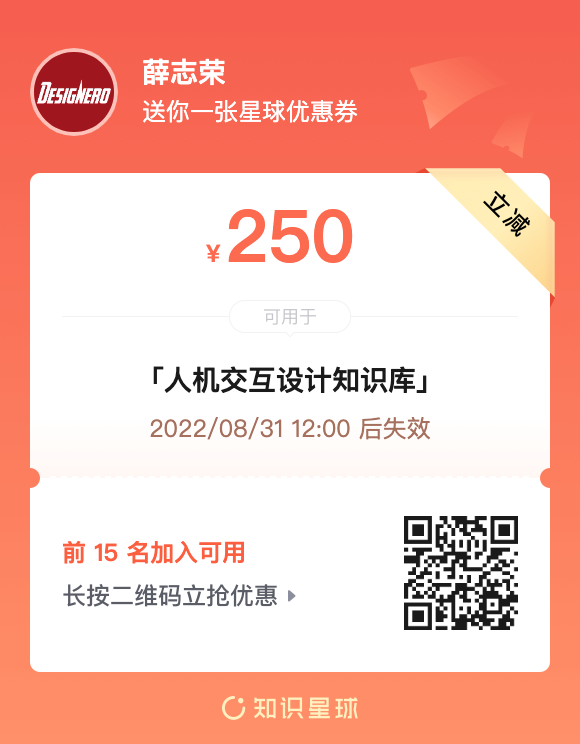 DESIGNERD
薛志荣
送你一张星球优惠券
立减
¥250
可用于
「人机交互设计知识库」
2022/08/31 12:00 后失效
前 15 名加入可用
长按二维码立抢优惠
知识星球